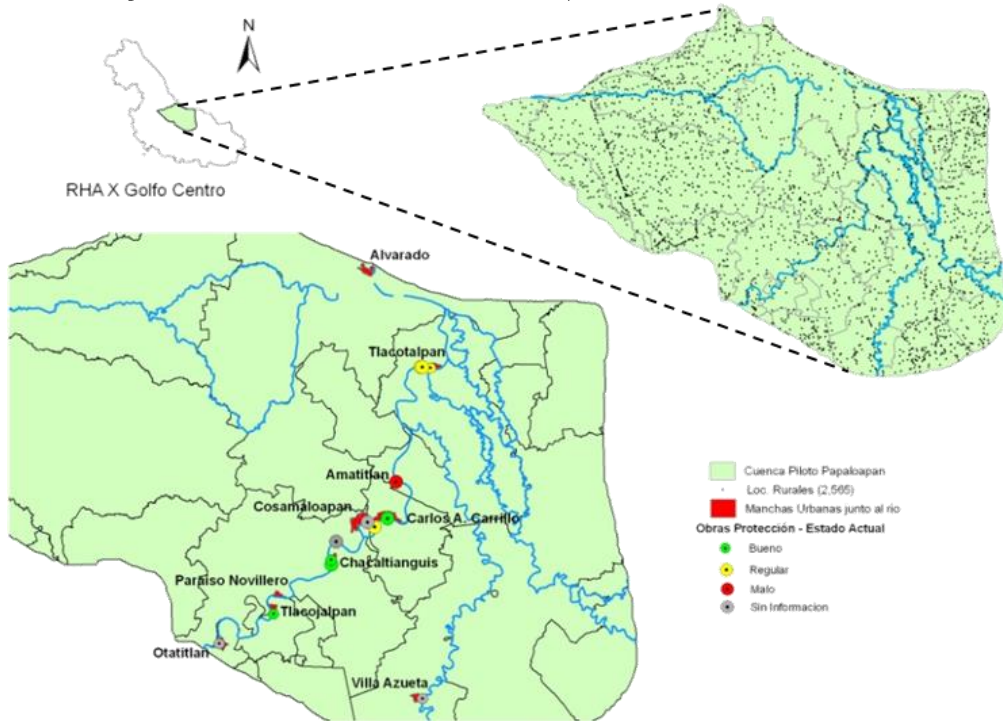 N
RHA X Golfo Centro
Alvarado
Tlacotalpan
Amatitlan
Cosamaloapan
Carlos A. Carrillo
Chacaltianguis
Paraiso Novillero
Tlacojalpan
Otatitlan
Villa Azueta
Cuenca Piloto Papaloapan
Loc. Rurales (2,565)
Manchas Urbanas junto al rio
Obras Protección - Estado Actual
Bueno
Regular
Malo
Sin Informacion